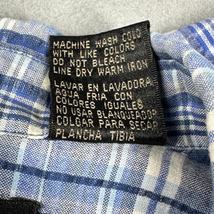 MACHINE WASH COLD
WITH LIKE COLORS
DO NOT BLEACH
LINE DRY WARM IRON
LAVAR EN LAVADORA
AGUA FRIA CON
COLORES IGUALES
NO USAR BLANQUEADOR
COLGAR PARA SECAR
PLANCHA TIBIA